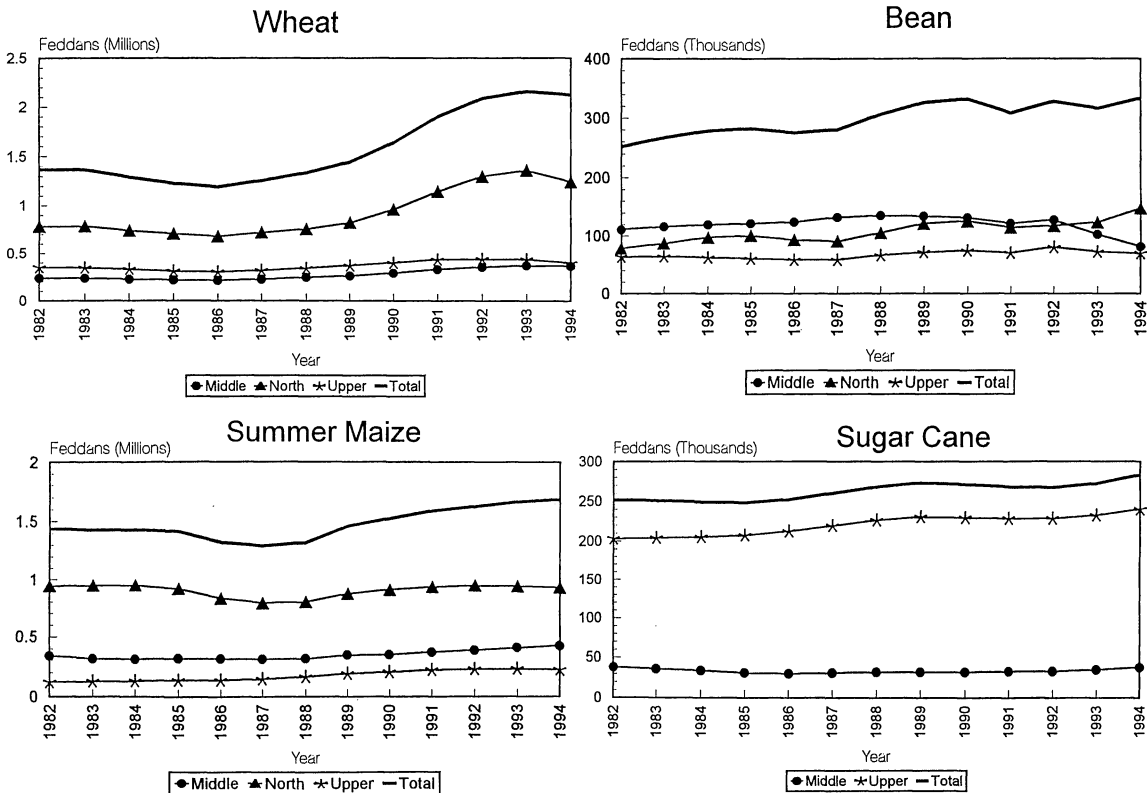 Wheat
Feddans (Millions)
2.5
2
1.5
1
0.5
0
1982 1983 1984 1985 1986 1987 1988 1989 1990 1991 1992 1993 1994
Year
Middle North Upper Total
Bean
Feddans (Thousands)
400
300
200
100
0
1982 1983 1984 1985 1986 1987 1988 1989 1990 1991 1992 1993 1994
Year
Middle North Upper Total
Summer Maize
Feddans (Millions)
2
1.5
1
0.5
0
1982 1983 1984 1985 1986 1987 1988 1989 1990 1991 1992 1993 1994
Year
Middle North Upper Total
Sugar Cane
Feddans (Thousands)
300
250
200
150
100
50
0
1982 1983 1984 1985 1986 1987 1988 1989 1990 1991 1992 1993 1994
Year
Middle Upper Total